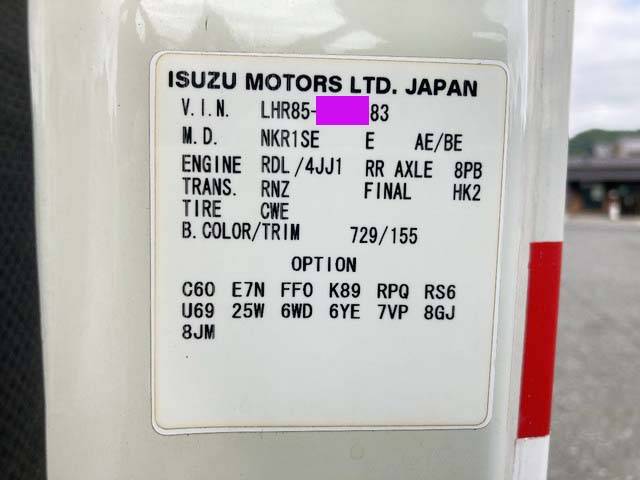 ISUZU MOTORS LTD. JAPAN
V.I.N. LHR85- 83
M.D. NKR1SE E AE/BE
ENGINE RDL/4JJ1 RR AXLE 8PB
TRANS. RNZ FINAL HK2
TIRE CWE
B.COLOR/TRIM 729/155
OPTION
C60 E7N FF0 K89 RPQ RS6
U69 25W 6WD 6YE 7VP 8GJ
8JM